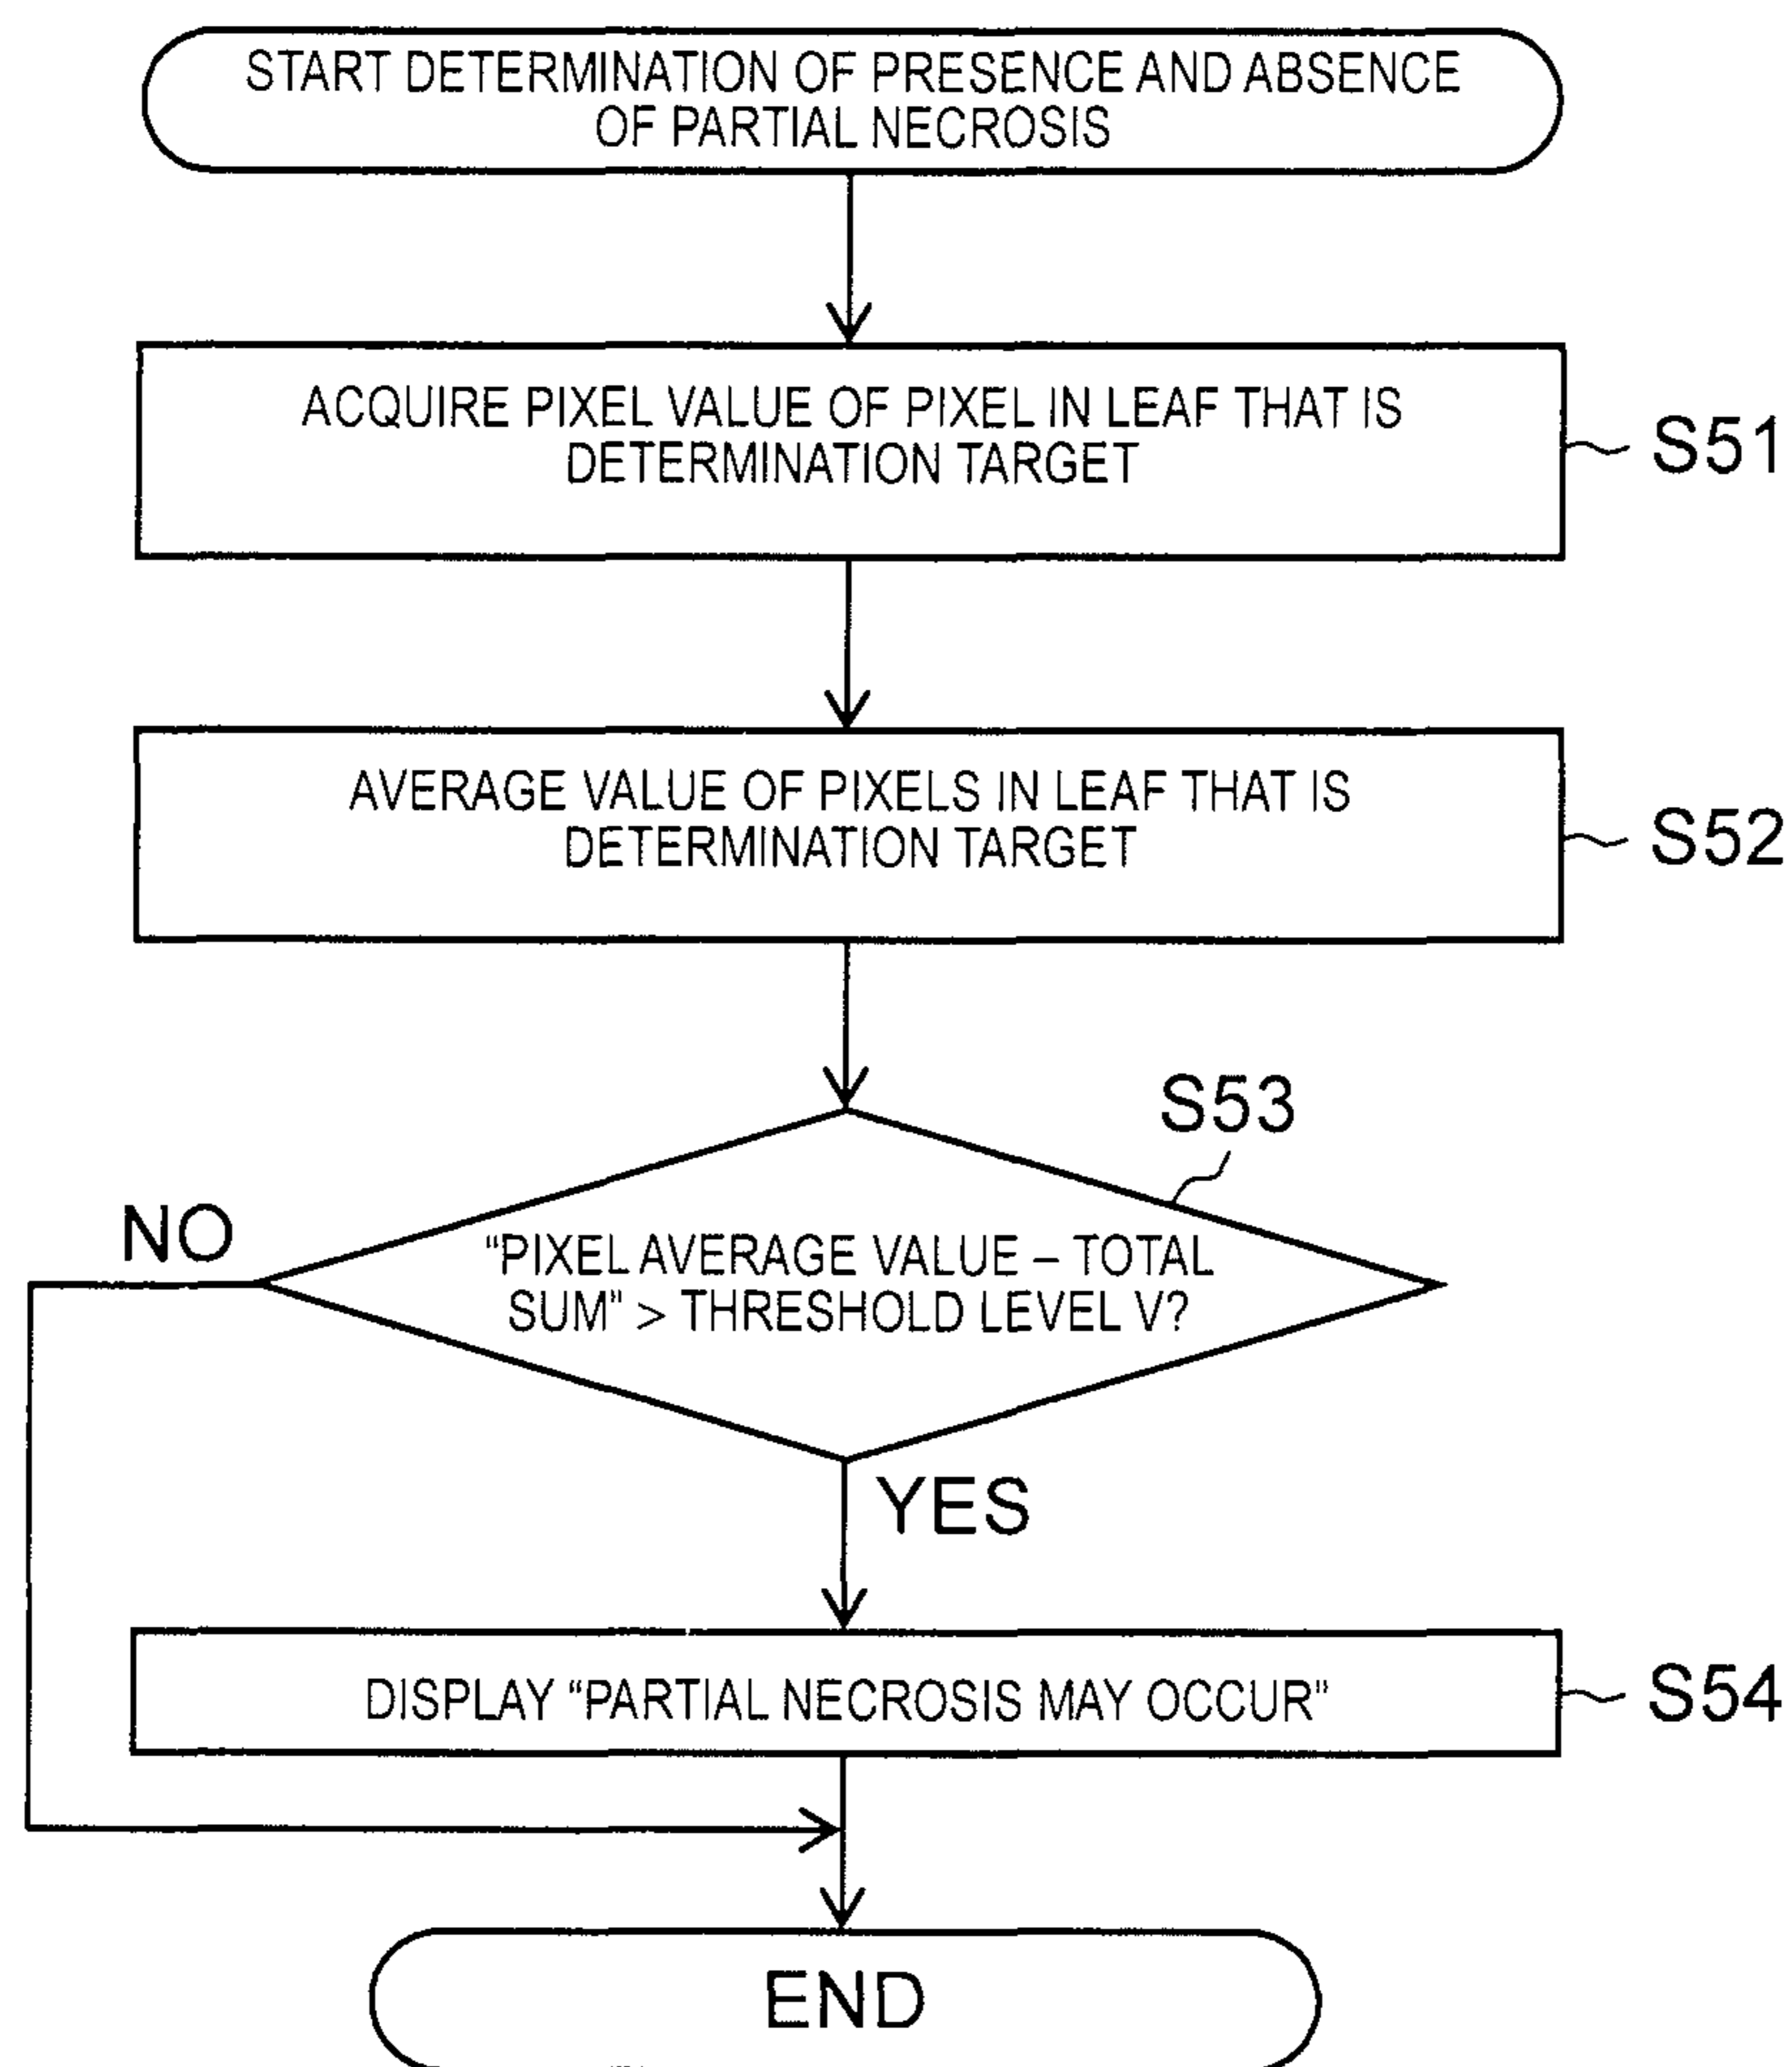 START DETERMINATION OF PRESENCE AND ABSENCE
OF PARTIAL NECROSIS
ACQUIRE PIXEL VALUE OF PIXEL IN LEAF THAT IS
DETERMINATION TARGET
S51
AVERAGE VALUE OF PIXELS IN LEAF THAT IS
DETERMINATION TARGET
S52
S53
NO
“PIXEL AVERAGE VALUE – TOTAL
SUM” > THRESHOLD LEVEL V?
YES
DISPLAY “PARTIAL NECROSIS MAY OCCUR”
S54
END